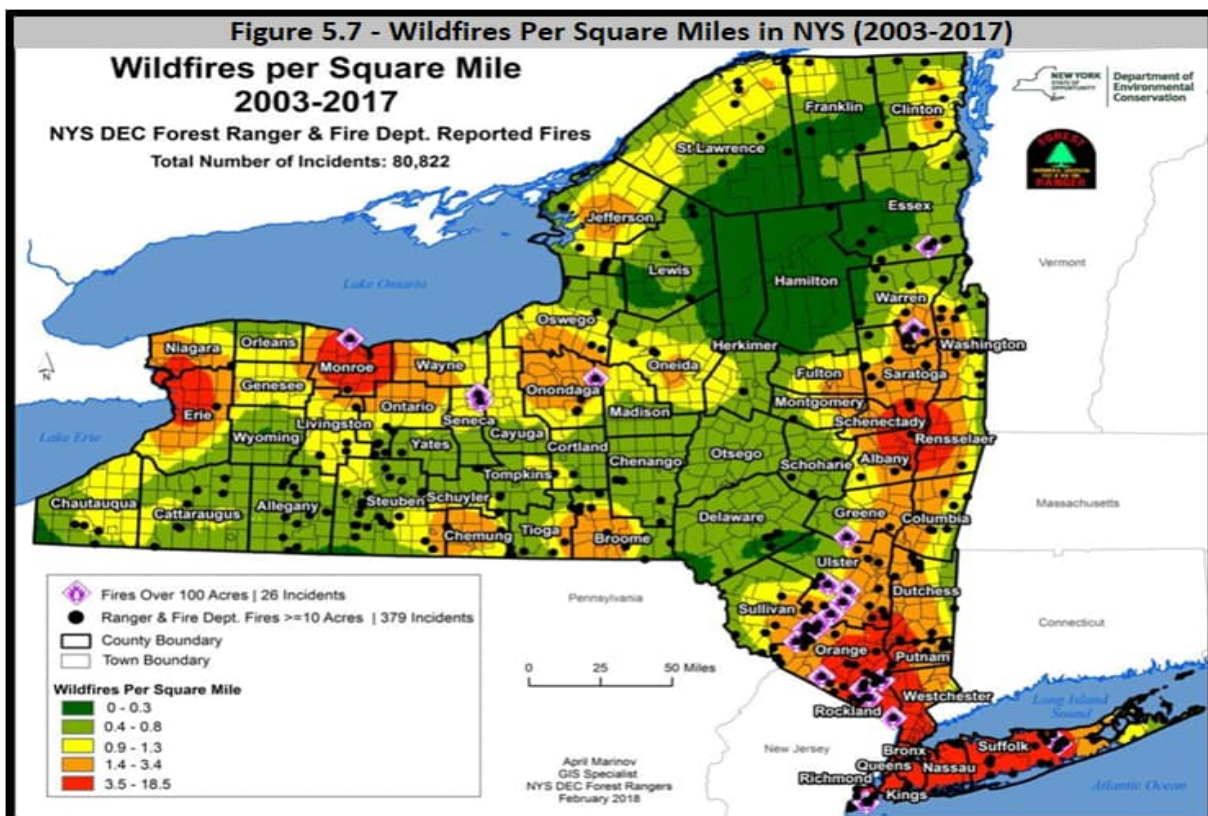 Figure 5.7 - Wildfires Per Square Miles in NYS (2003-2017)
Wildfires per Square Mile
2003-2017
NYS DEC Forest Ranger & Fire Dept. Reported Fires
Total Number of Incidents: 80,822
NEW YORK
STATE OF
OPPORTUNITY
Department of
Environmental
Conservation
FOREST
RANGER
Franklin
Clinton
St Lawrence
Essex
Jefferson
Lewis
Hamilton
Vermont
Lake Ontario
Warren
Oswego
Herkimer
Washington
Niagara
Orleans
Monroe
Wayne
Oneida
Fulton
Saratoga
Genesee
Onondaga
Montgomery
Erie
Ontario
Seneca
Madison
Schenectady
Lake Erie
Wyoming
Livingston
Yates
Cayuga
Cortland
Chenango
Otsego
Schoharie
Albany
Rensselaer
Tompkins
Chautauqua
Cattaraugus
Allegany
Steuben
Schuyler
Massachusetts
Delaware
Greene
Columbia
Chemung
Tioga
Broome
Ulster
Dutchess
N
Fires Over 100 Acres | 26 Incidents
Ranger & Fire Dept. Fires >=10 Acres | 379 Incidents
County Boundary
Town Boundary
Wildfires Per Square Mile
0 - 0.3
0.4 - 0.8
0.9 - 1.3
1.4 - 3.4
3.5 - 18.5
Pennsylvania
Sullivan
Connecticut
0 25 50 Miles
Orange
Putnam
Westchester
Rockland
Long Island
Sound
New Jersey
Bronx
Suffolk
Queens
Nassau
Richmond
Kings
Atlantic Ocean
April Marinov
GIS Specialist
NYS DEC Forest Rangers
February 2018